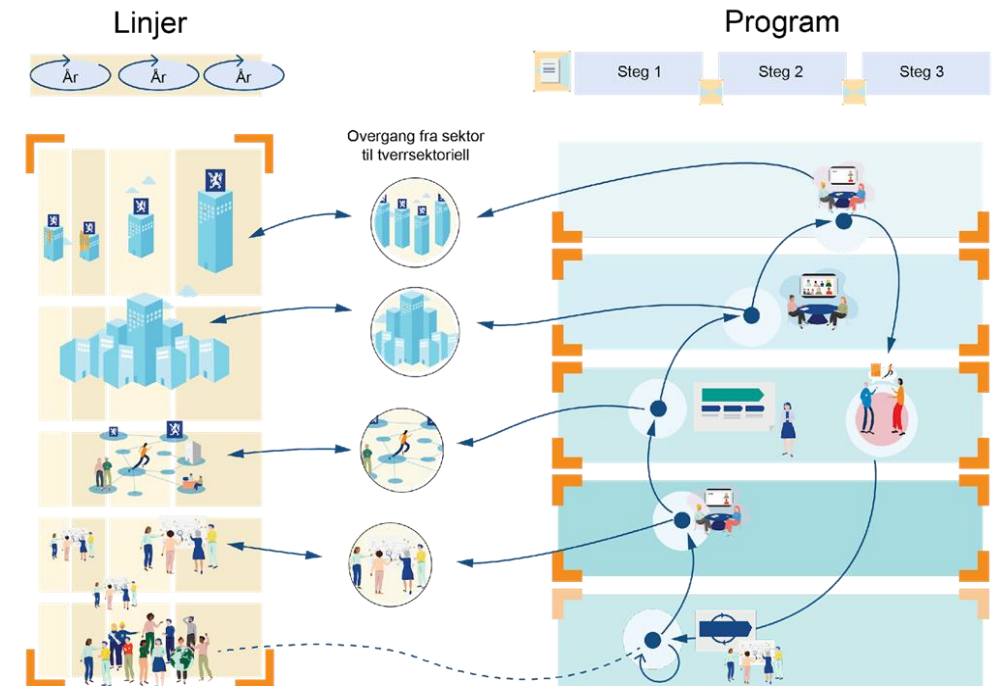 Linjer
Program
År
År
År
Steg 1
Steg 2
Steg 3
Overgang fra sektor
til tverrsektoriell